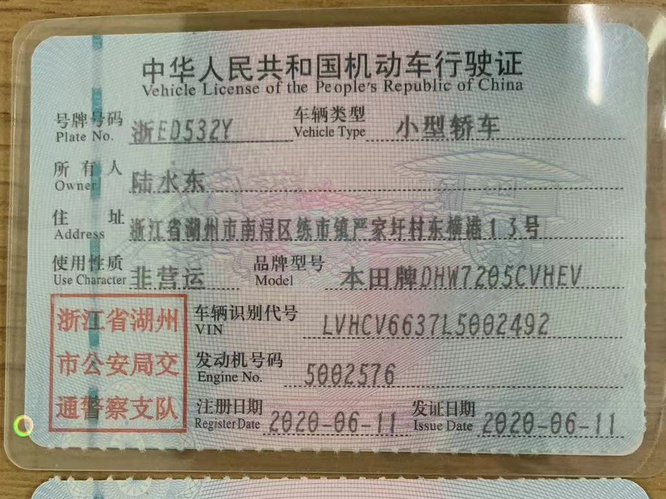 中华人民共和国机动车行驶证
Vehicle License of the People's Republic of China
号牌号码 浙ED532Y 车辆类型 小型轿车
Plate No. Vehicle Type
所有人 陆水东
Owner
住址 浙江省湖州市南浔区练市镇严家圩村东横港13号
Address
使用性质 非营运 品牌型号 本田牌DHW7205CVHEV
Use Character Model
浙江省湖州
市公安局交
通警察支队
车辆识别代号 LVHCV6637L5002492
VIN
发动机号码 5002576
Engine No.
注册日期 2020-06-11 发证日期 2020-06-11
Register Date Issue Date